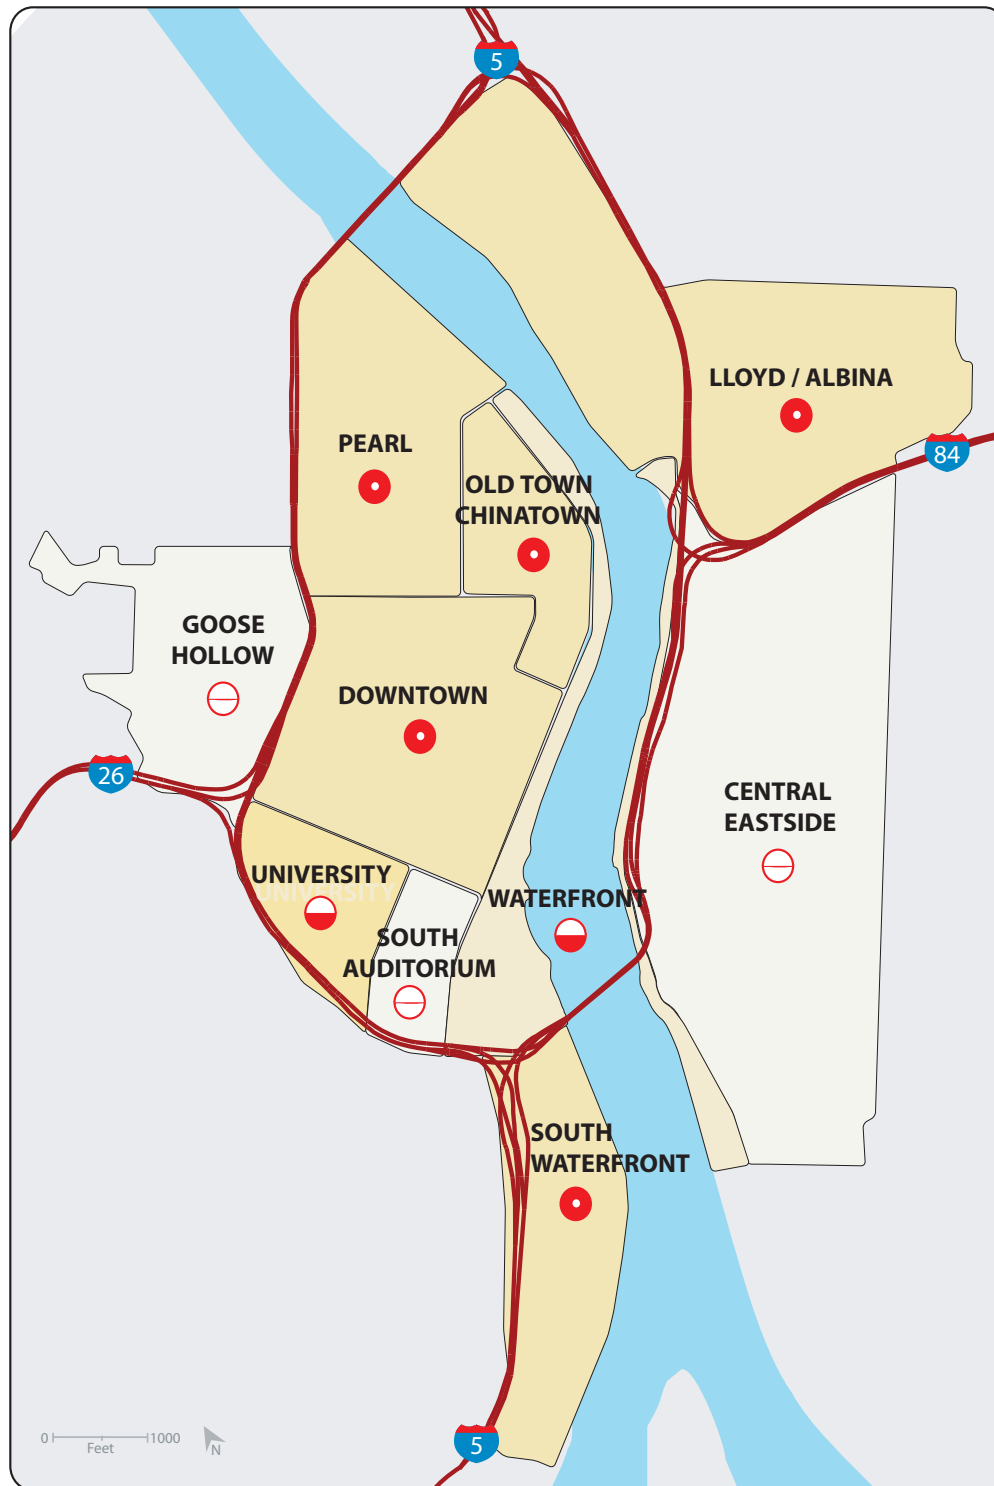 5
LLOYD / ALBINA
84
PEARL
OLD TOWN
CHINATOWN
GOOSE
HOLLOW
DOWNTOWN
26
CENTRAL
EASTSIDE
UNIVERSITY
UNIVERSITY
WATERFRONT
SOUTH
AUDITORIUM
SOUTH
WATERFRONT
0 1000
Feet
N
5